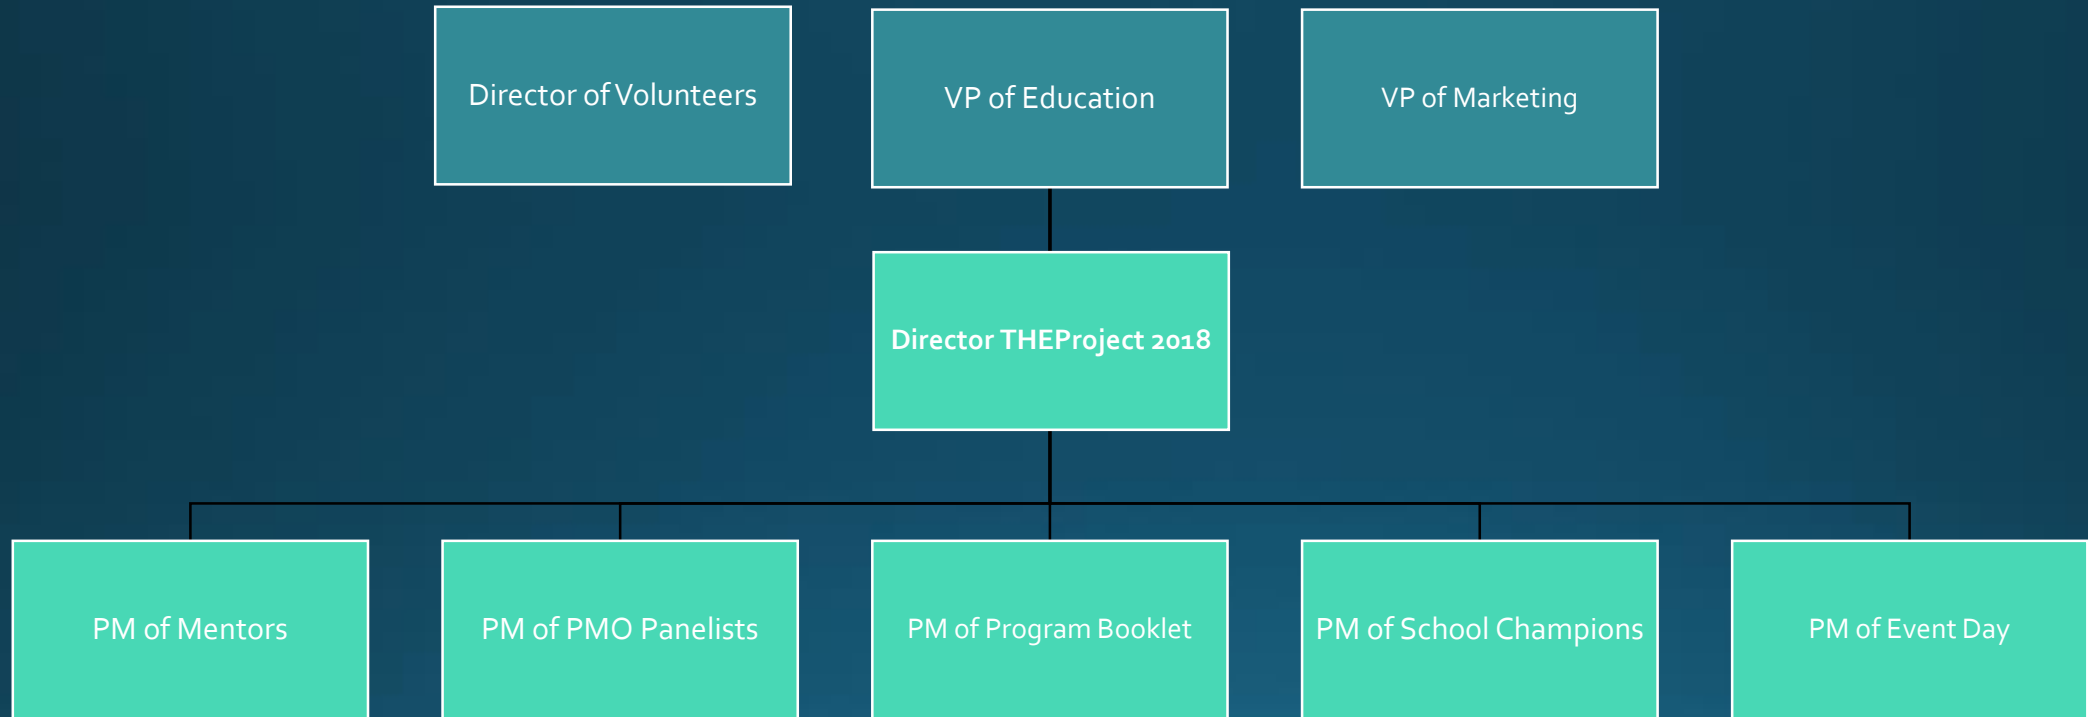 Director of Volunteers
VP of Education
VP of Marketing
Director THEProject 2018
PM of Mentors
PM of PMO Panelists
PM of Program Booklet
PM of School Champions
PM of Event Day